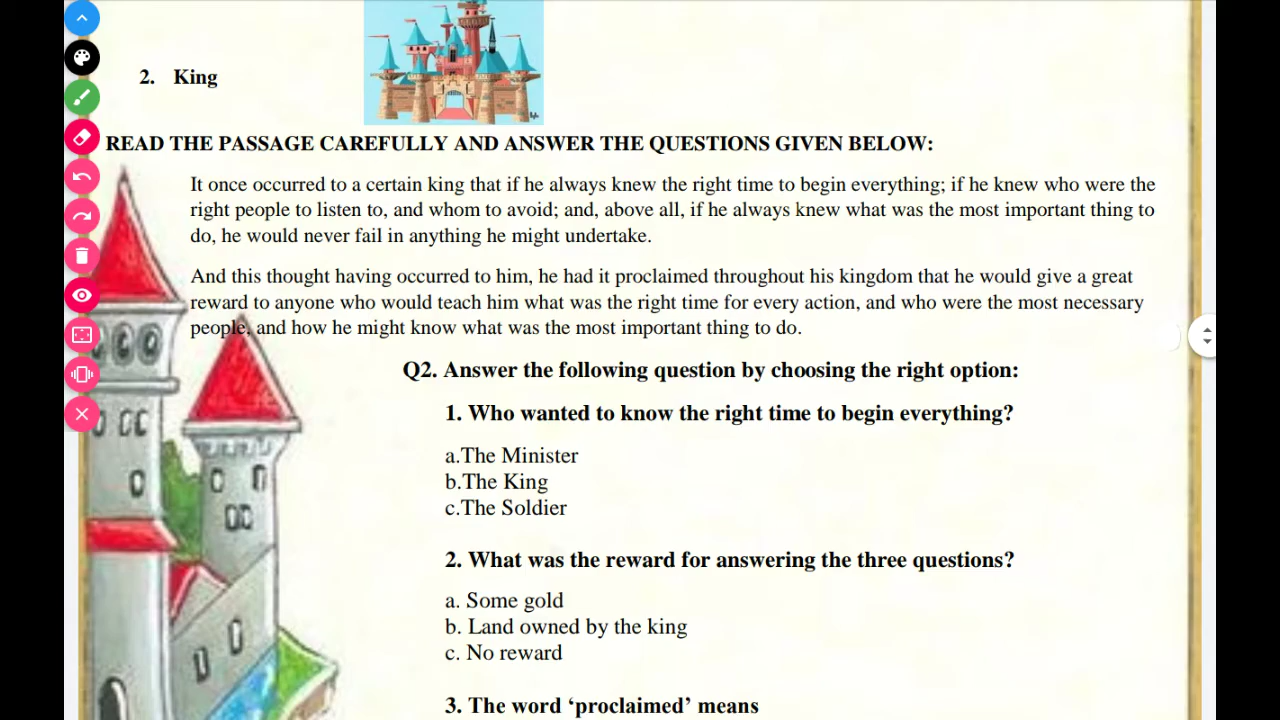 2. King
READ THE PASSAGE CAREFULLY AND ANSWER THE QUESTIONS GIVEN BELOW:
It once occurred to a certain king that if he always knew the right time to begin everything; if he knew who were the
right people to listen to, and whom to avoid; and, above all, if he always knew what was the most important thing to
do, he would never fail in anything he might undertake.
And this thought having occurred to him, he had it proclaimed throughout his kingdom that he would give a great
reward to anyone who would teach him what was the right time for every action, and who were the most necessary
people, and how he might know what was the most important thing to do.
Q2. Answer the following question by choosing the right option:
1. Who wanted to know the right time to begin everything?
a.The Minister
b.The King
c.The Soldier
2. What was the reward for answering the three questions?
a. Some gold
b. Land owned by the king
c. No reward
3. The word ‘proclaimed’ means